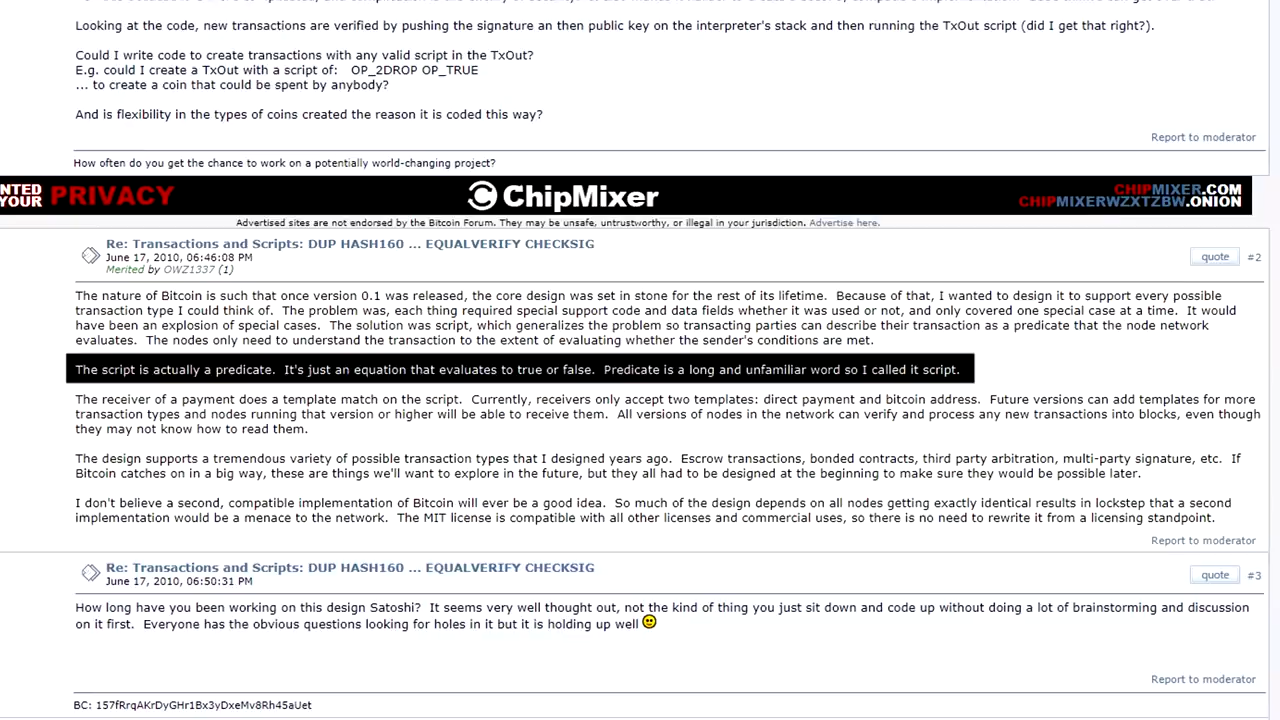 Looking at the code, new transactions are verified by pushing the signature an then public key on the interpreter's stack and then running the TxOut script (did I get that right?).
Could I write code to create transactions with any valid script in the TxOut?
E.g. could I create a TxOut with a script of:   OP_2DROP OP_TRUE
... to create a coin that could be spent by anybody?
And is flexibility in the types of coins created the reason it is coded this way?
Report to moderator
How often do you get the chance to work on a potentially world-changing project?
NTED
YOUR PRIVACY
ChipMixer
CHIPMIXER.COM
CHIPMIXERWZXTZBW.ONION
Advertised sites are not endorsed by the Bitcoin Forum. They may be unsafe, untrustworthy, or illegal in your jurisdiction. Advertise here.
Re: Transactions and Scripts: DUP HASH160 ... EQUALVERIFY CHECKSIG
June 17, 2010, 06:46:08 PM
Merited by OWZ1337 (1)
quote #2
The nature of Bitcoin is such that once version 0.1 was released, the core design was set in stone for the rest of its lifetime.  Because of that, I wanted to design it to support every possible
transaction type I could think of.  The problem was, each thing required special support code and data fields whether it was used or not, and only covered one special case at a time.  It would
have been an explosion of special cases.  The solution was script, which generalizes the problem so transacting parties can describe their transaction as a predicate that the node network
evaluates.  The nodes only need to understand the transaction to the extent of evaluating whether the sender's conditions are met.
The script is actually a predicate.  It's just an equation that evaluates to true or false.  Predicate is a long and unfamiliar word so I called it script.
The receiver of a payment does a template match on the script.  Currently, receivers only accept two templates: direct payment and bitcoin address.  Future versions can add templates for more
transaction types and nodes running that version or higher will be able to receive them.  All versions of nodes in the network can verify and process any new transactions into blocks, even though
they may not know how to read them.
The design supports a tremendous variety of possible transaction types that I designed years ago.  Escrow transactions, bonded contracts, third party arbitration, multi-party signature, etc.  If
Bitcoin catches on in a big way, these are things we'll want to explore in the future, but they all had to be designed at the beginning to make sure they would be possible later.
I don't believe a second, compatible implementation of Bitcoin will ever be a good idea.  So much of the design depends on all nodes getting exactly identical results in lockstep that a second
implementation would be a menace to the network.  The MIT license is compatible with all other licenses and commercial uses, so there is no need to rewrite it from a licensing standpoint.
Report to moderator
Re: Transactions and Scripts: DUP HASH160 ... EQUALVERIFY CHECKSIG
June 17, 2010, 06:50:31 PM
quote #3
How long have you been working on this design Satoshi?  It seems very well thought out, not the kind of thing you just sit down and code up without doing a lot of brainstorming and discussion
on it first.  Everyone has the obvious questions looking for holes in it but it is holding up well
Report to moderator
BC: 157fRrqAKrDyGHr1Bx3yDxeMv8Rh45aUet